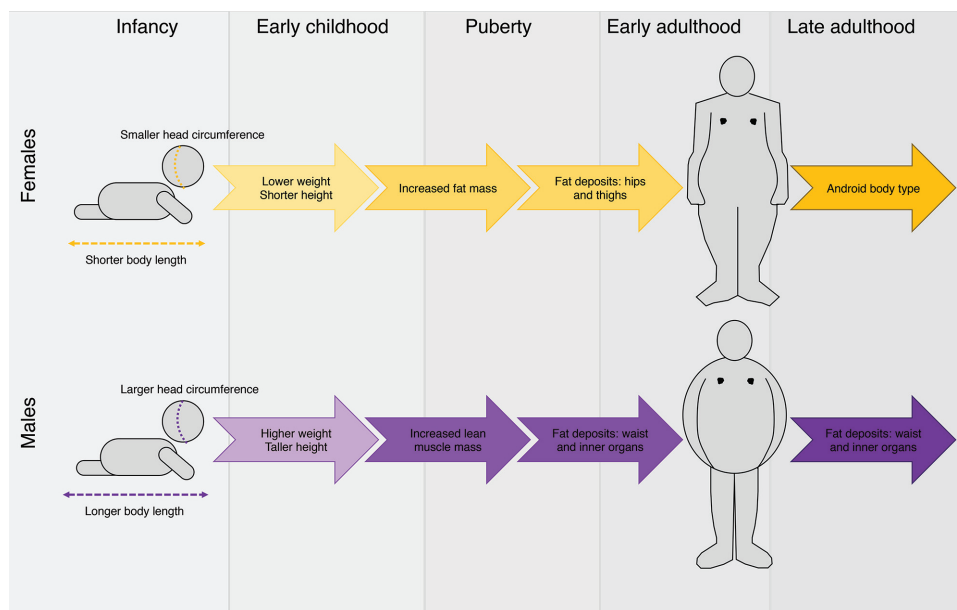 Infancy
Early childhood
Puberty
Early adulthood
Late adulthood
Females
Smaller head circumference
Shorter body length
Lower weight
Shorter height
Increased fat mass
Fat deposits: hips
and thighs
Android body type
Males
Larger head circumference
Longer body length
Higher weight
Taller height
Increased lean
muscle mass
Fat deposits: waist
and inner organs
Fat deposits: waist
and inner organs